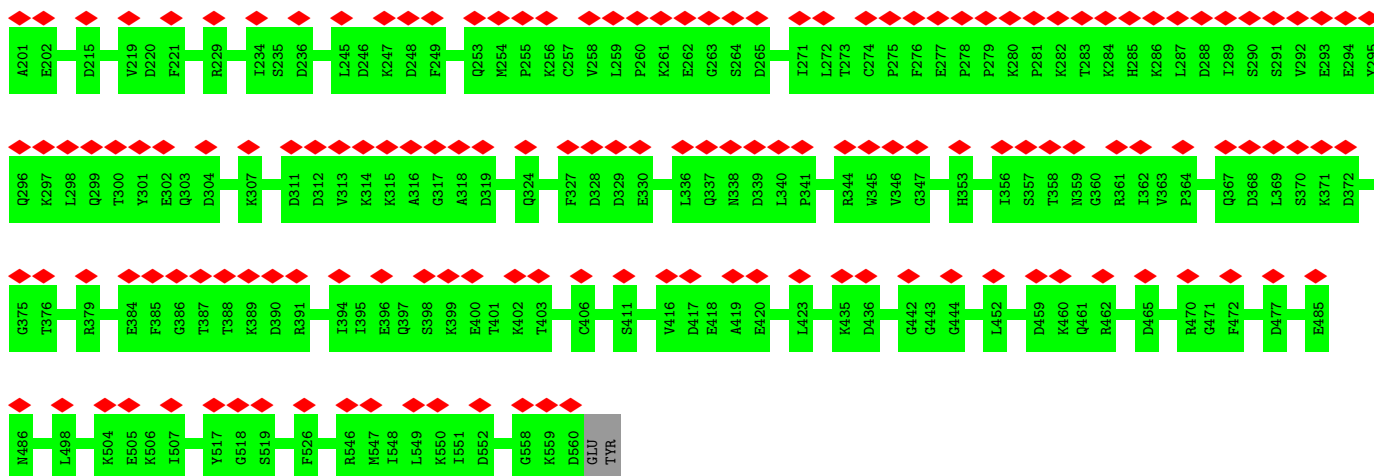 A201 E202 D215 V219 D220 F221 R229 I234 S235 D236 L245 D246 K247 D248 F249 Q253 M254 P255 K256 C257 V258 L259 P260 K261 E262 G263 S264 D265 I271 L272 T273 C274 P275 F276 E277 P278 P279 K280 P281 K282 T283 K284 H285 K286 L287 D288 I289 S290 S291 V292 E293 E294 Y295
Q296 K297 L298 Q299 T300 Y301 E302 Q303 D304 K307 D311 D312 V313 K314 K315 A316 G317 A318 D319 Q324 F327 D328 D329 E330 L336 Q337 N338 D339 L340 P341 R344 W345 V346 G347 H353 I356 S357 T358 N359 G360 R361 I362 V363 P364 Q367 D368 L369 S370 K371 D372
G375 T376 R379 E384 F385 G386 T387 T388 K389 D390 R391 I394 I395 E396 Q397 S398 K399 E400 T401 K402 T403 C406 S411 V416 D417 E418 A419 E420 L423 K435 D436 G442 G443 G444 L452 D459 K460 Q461 R462 D465 R470 G471 F472 D477 E485
N486 L498 K504 E505 K506 I507 Y517 G518 S519 F526 R546 M547 I548 L549 K550 I551 D552 G558 K559 D560 GLU TYR